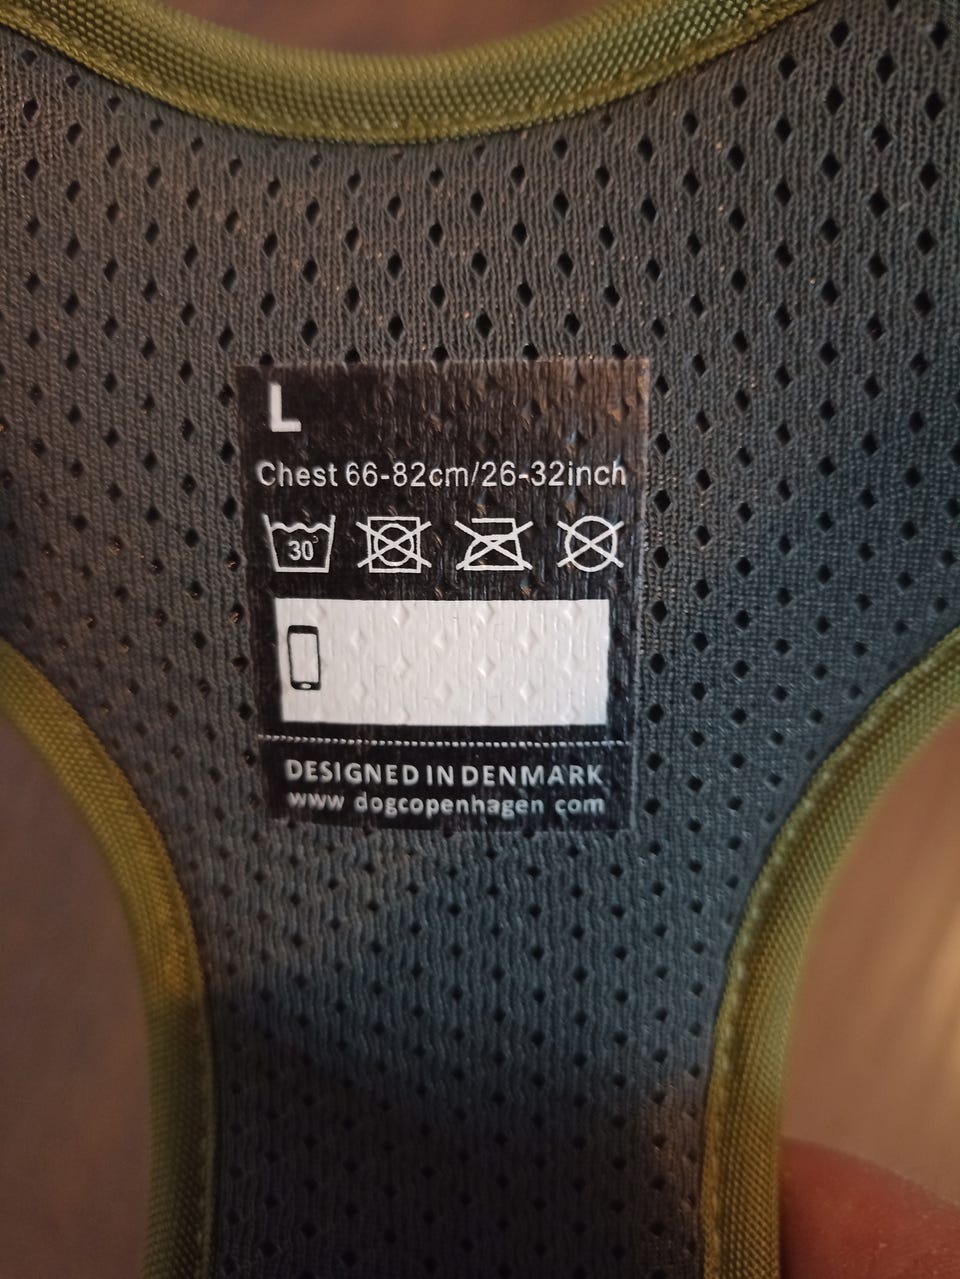 L
Chest 66-82cm/26-32inch
30°
DESIGNED IN DENMARK
www dogcopenhagen com